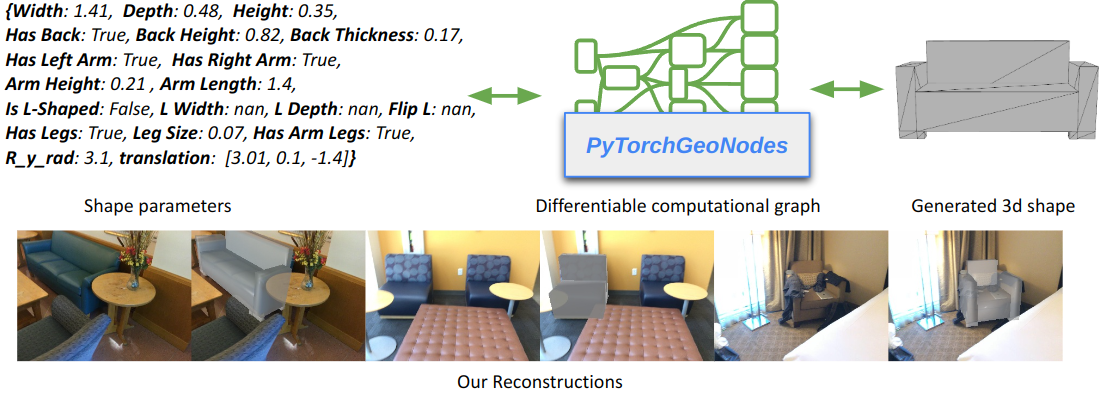 {Width: 1.41, Depth: 0.48, Height: 0.35,
Has Back: True, Back Height: 0.82, Back Thickness: 0.17,
Has Left Arm: True, Has Right Arm: True,
Arm Height: 0.21 , Arm Length: 1.4,
Is L-Shaped: False, L Width: nan, L Depth: nan, Flip L: nan,
Has Legs: True, Leg Size: 0.07, Has Arm Legs: True,
R_y_rad: 3.1, translation: [3.01, 0.1, -1.4]}
PyTorchGeoNodes
Shape parameters
Differentiable computational graph
Generated 3d shape
Our Reconstructions